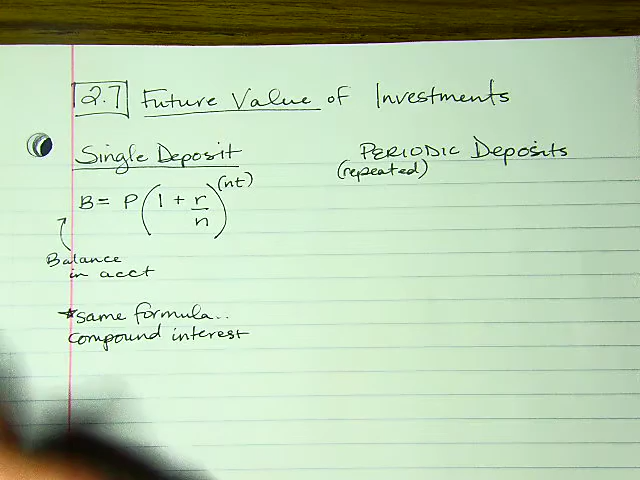 2.7 Future Value of Investments
Single Deposit
PERIODIC Deposits
(repeated)
B = P(1 + r/n)^(nt)
Balance
in acct
*same formula..
compound interest